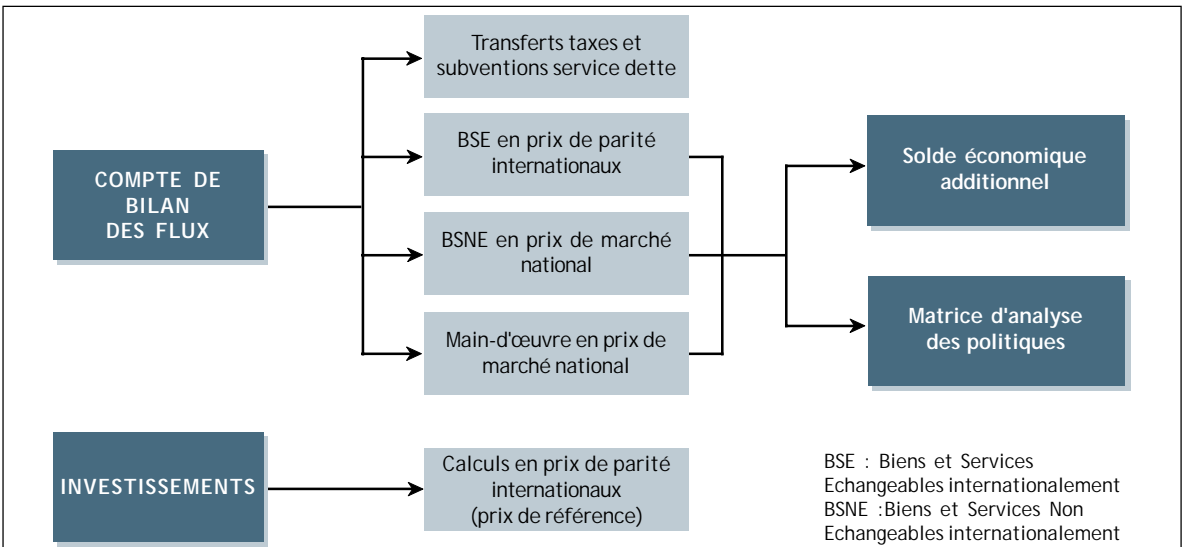 Transferts taxes et
subventions service dette
BSE en prix de parité
internationaux
COMPTE DE
BILAN
DES FLUX
BSNE en prix de marché
national
Main-d'œuvre en prix de
marché national
Solde économique
additionnel
Matrice d'analyse
des politiques
INVESTISSEMENTS
Calculs en prix de parité
internationaux
(prix de référence)
BSE : Biens et Services
Echangeables internationalement
BSNE :Biens et Services Non
Echangeables internationalement